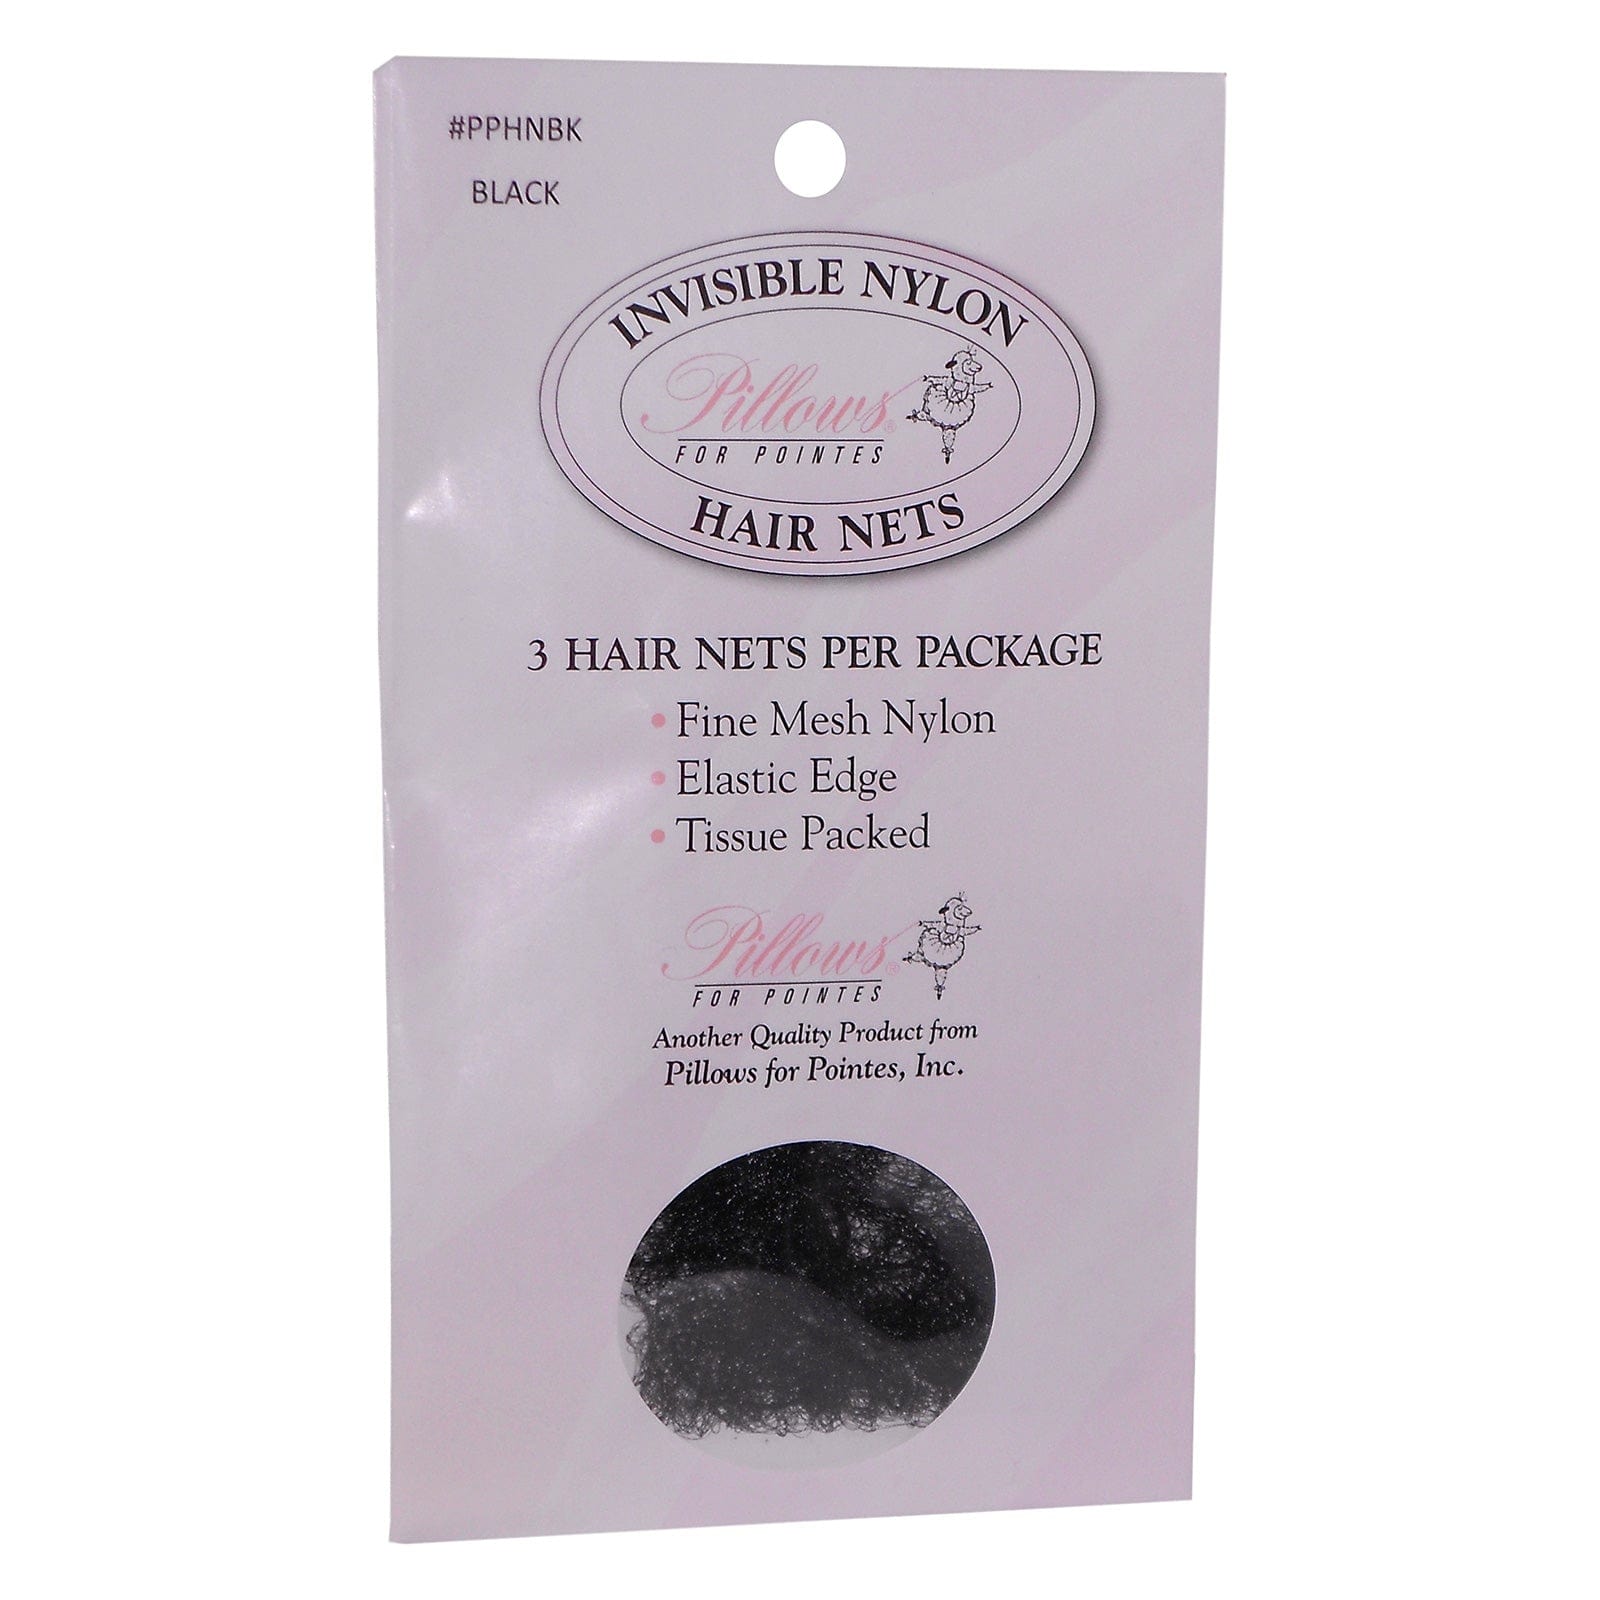 #PPHNBK
BLACK
INVISIBLE NYLON
Pillows®
FOR POINTES
HAIR NETS
3 HAIR NETS PER PACKAGE
• Fine Mesh Nylon
• Elastic Edge
• Tissue Packed
Pillows®
FOR POINTES
Another Quality Product from
Pillows for Pointes, Inc.